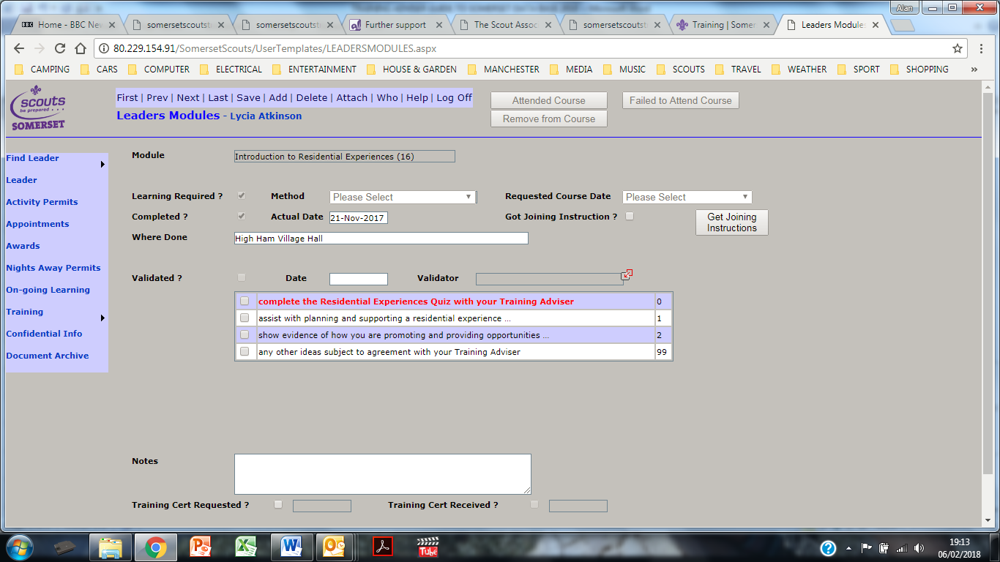 Alan
Home - BBC New
somersetscoutst
somersetscoutst
Further support
The Scout Assoc
somersetscoutst
Training | Somer
Leaders Modules
80.229.154.91/SomersetScouts/UserTemplates/LEADERSMODULES.aspx
CAMPING CARS COMPUTER ELECTRICAL ENTERTAINMENT HOUSE & GARDEN MANCHESTER MEDIA MUSIC SCOUTS TRAVEL WEATHER SPORT SHOPPING »
scouts
be prepared . . .
SOMERSET
First | Prev | Next | Last | Save | Add | Delete | Attach | Who | Help | Log Off
Leaders Modules - Lycia Atkinson
Attended Course
Failed to Attend Course
Remove from Course
Find Leader
Leader
Activity Permits
Appointments
Awards
Nights Away Permits
On-going Learning
Training
Confidential Info
Document Archive
Module Introduction to Residential Experiences (16)
Learning Required ? Method Please Select Requested Course Date Please Select
Completed ? Actual Date 21-Nov-2017 Got Joining Instruction ? Get Joining
Instructions
Where Done High Ham Village Hall
Validated ? Date Validator
complete the Residential Experiences Quiz with your Training Adviser 0
assist with planning and supporting a residential experience ... 1
show evidence of how you are promoting and providing opportunities ... 2
any other ideas subject to agreement with your Training Adviser 99
Notes
Training Cert Requested ? Training Cert Received ?
Tube
19:13
06/02/2018